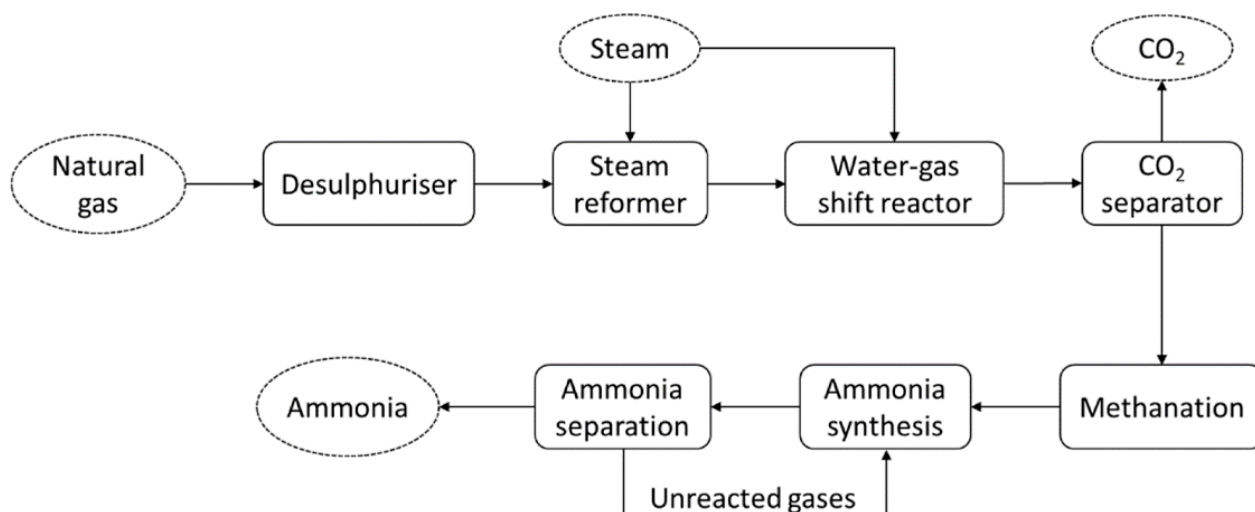 Steam
CO₂
Natural
gas
Desulphuriser
Steam
reformer
Water-gas
shift reactor
CO₂
separator
Ammonia
Ammonia
separation
Ammonia
synthesis
Methanation
Unreacted gases